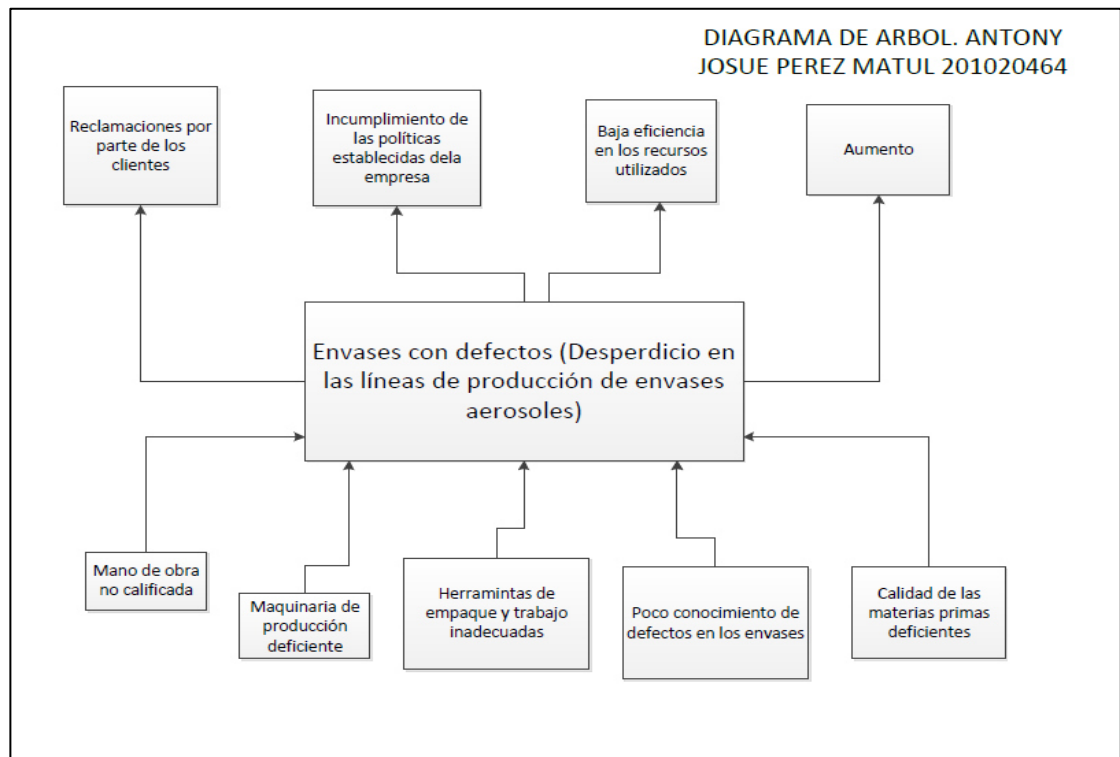 DIAGRAMA DE ARBOL. ANTONY
JOSUE PEREZ MATUL 201020464
Reclamaciones por
parte de los
clientes
Incumplimiento de
las políticas
establecidas dela
empresa
Baja eficiencia
en los recursos
utilizados
Aumento
Envases con defectos (Desperdicio en
las líneas de producción de envases
aerosoles)
Mano de obra
no calificada
Maquinaria de
producción
deficiente
Herramintas de
empaque y trabajo
inadecuadas
Poco conocimiento de
defectos en los envases
Calidad de las
materias primas
deficientes